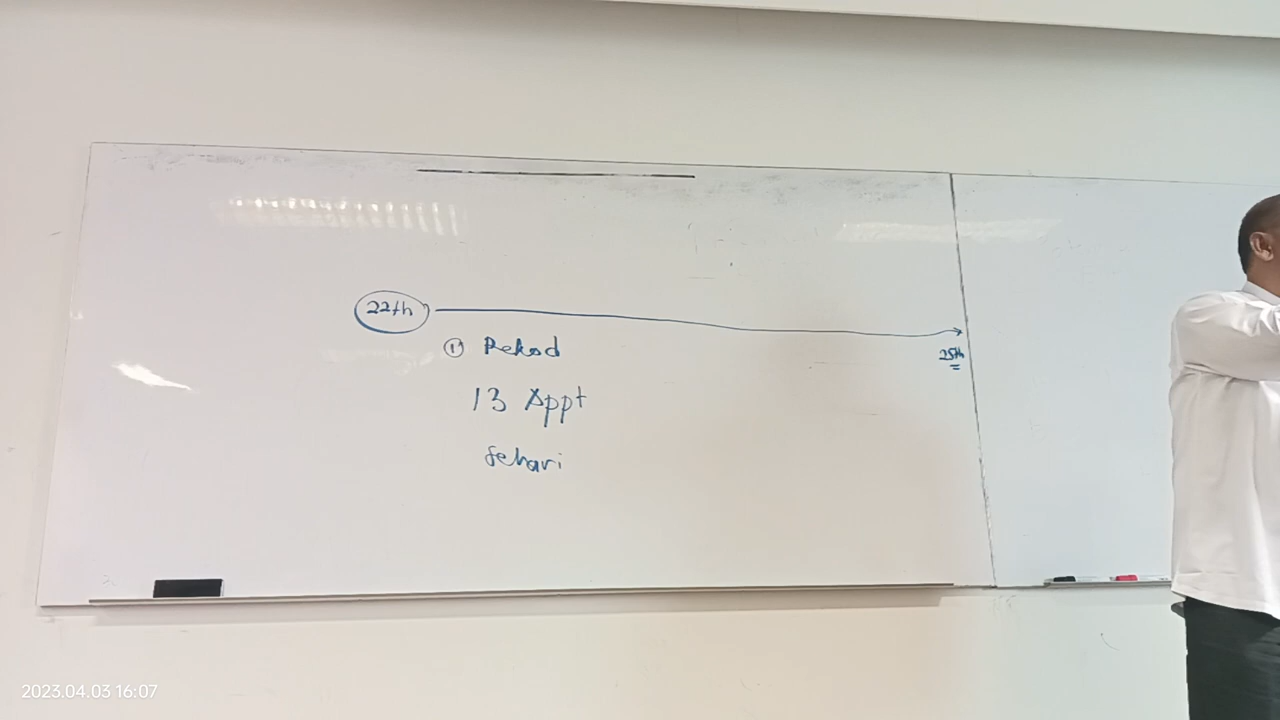 22th
25th
① Rekod
13 Appt
Sehari
2023.04.03 16:07